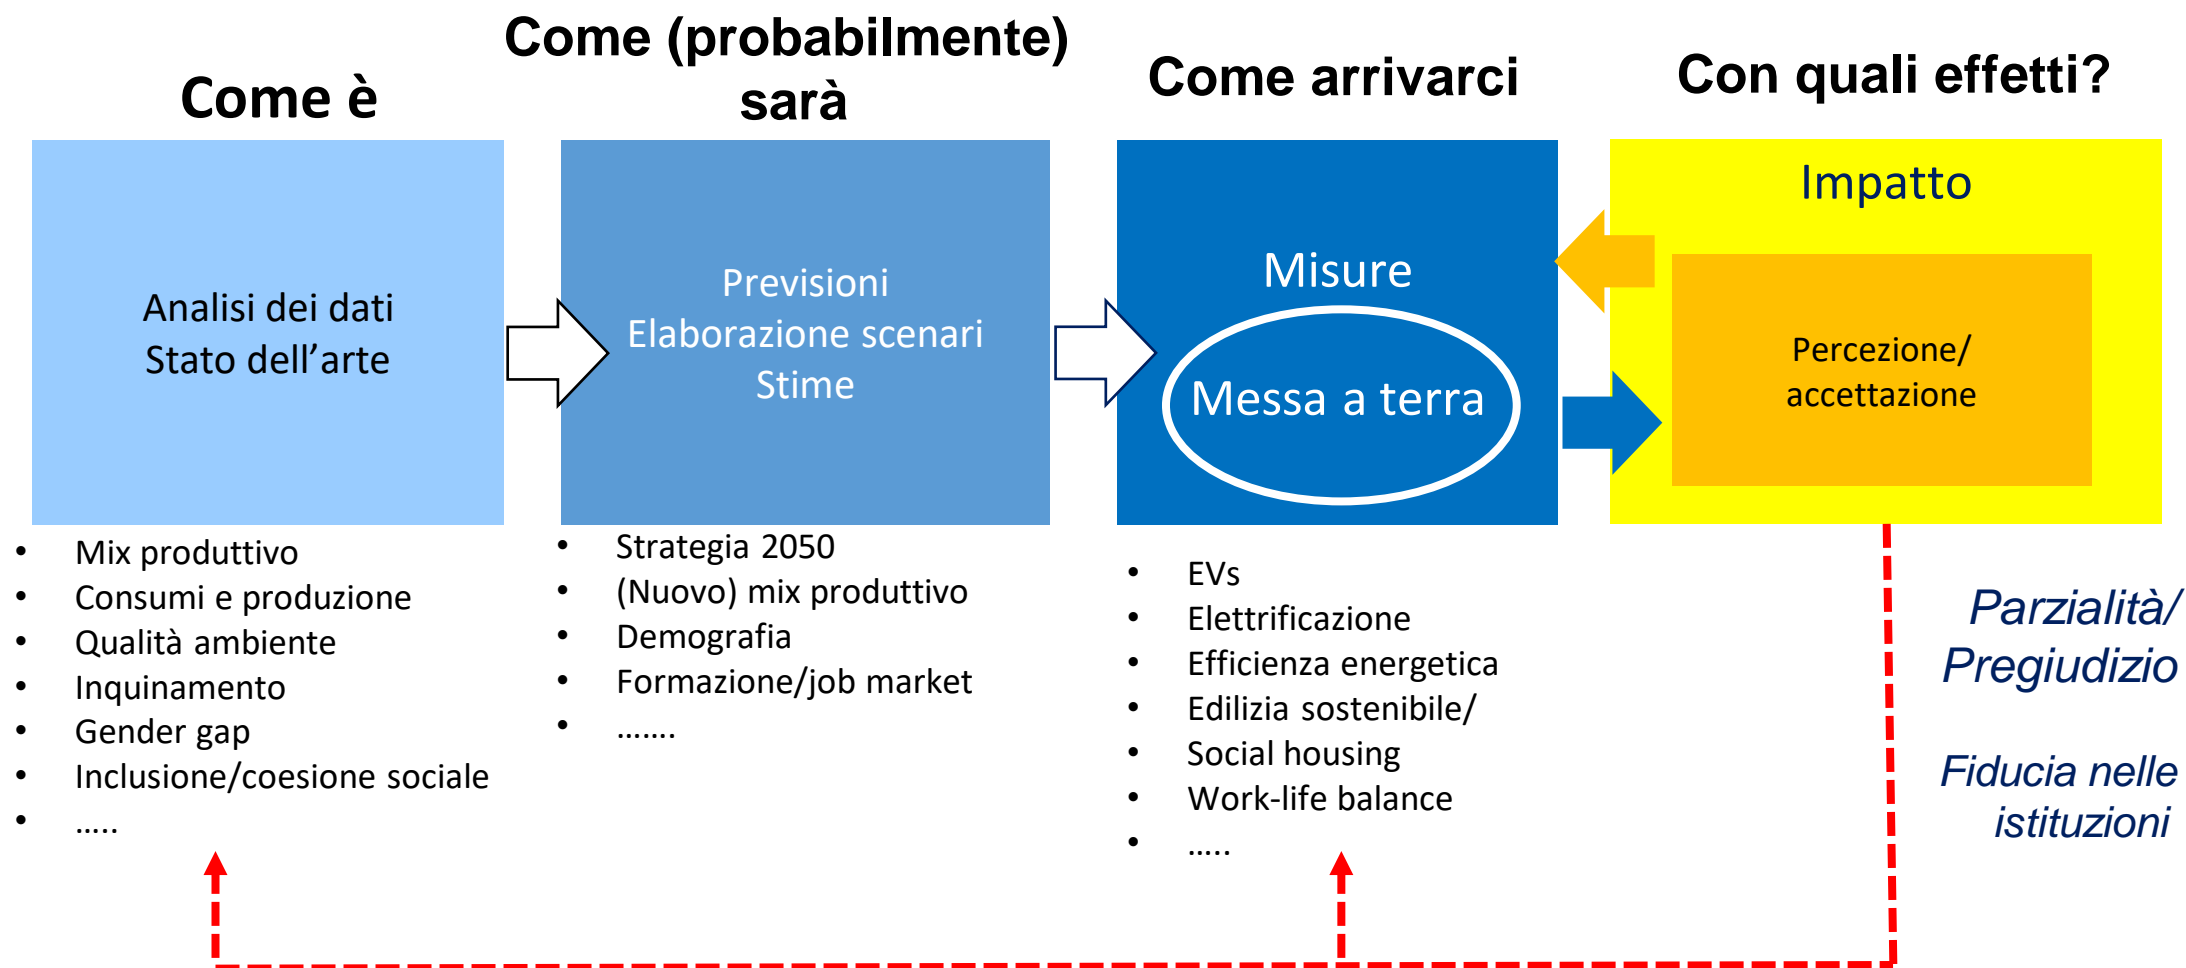 Come è
Come (probabilmente)
sarà
Come arrivarci
Con quali effetti?
Analisi dei dati
Stato dell’arte
Previsioni
Elaborazione scenari
Stime
Misure
Messa a terra
Impatto
Percezione/
accettazione
• Mix produttivo
• Consumi e produzione
• Qualità ambiente
• Inquinamento
• Gender gap
• Inclusione/coesione sociale
• …..
• Strategia 2050
• (Nuovo) mix produttivo
• Demografia
• Formazione/job market
• …….
• EVs
• Elettrificazione
• Efficienza energetica
• Edilizia sostenibile/
• Social housing
• Work-life balance
• …..
Parzialità/
Pregiudizio
Fiducia nelle
istituzioni